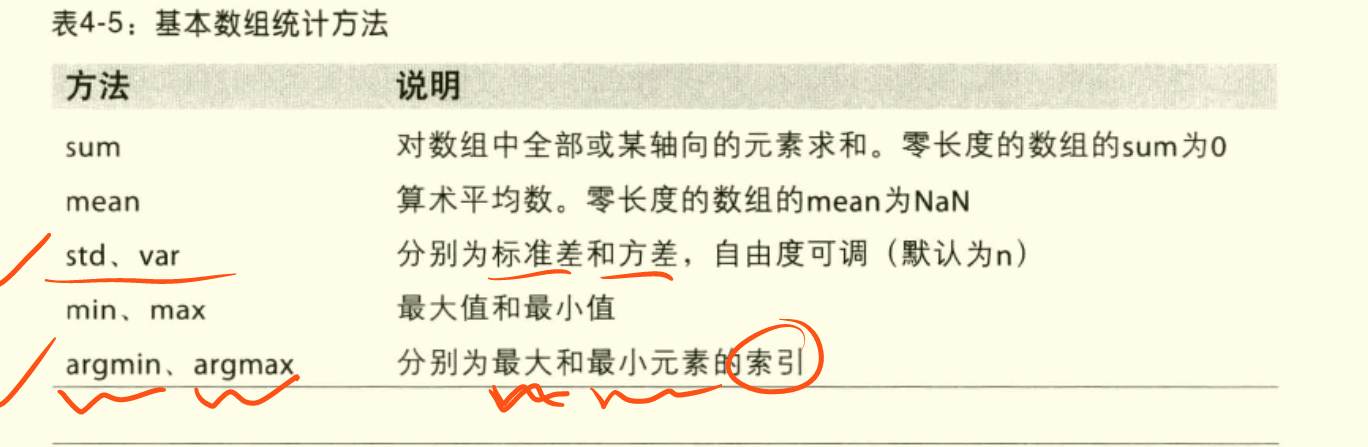 表4-5：基本数组统计方法
方法 说明
sum 对数组中全部或某轴向的元素求和。零长度的数组的sum为0
mean 算术平均数。零长度的数组的mean为NaN
std、var 分别为标准差和方差，自由度可调（默认为n）
min、max 最大值和最小值
argmin、argmax 分别为最大和最小元素的索引